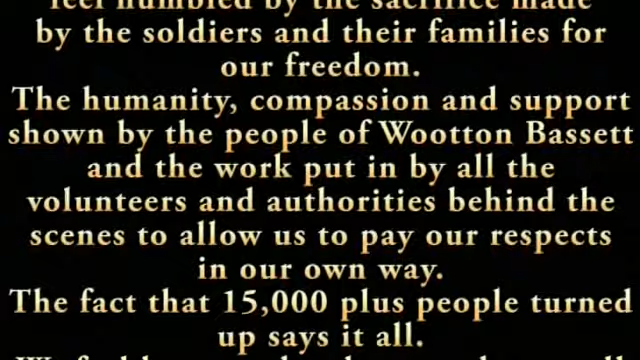 feel humbled by the sacrifice made
by the soldiers and their families for
our freedom.
The humanity, compassion and support
shown by the people of Wootton Bassett
and the work put in by all the
volunteers and authorities behind the
scenes to allow us to pay our respects
in our own way.
The fact that 15,000 plus people turned
up says it all.